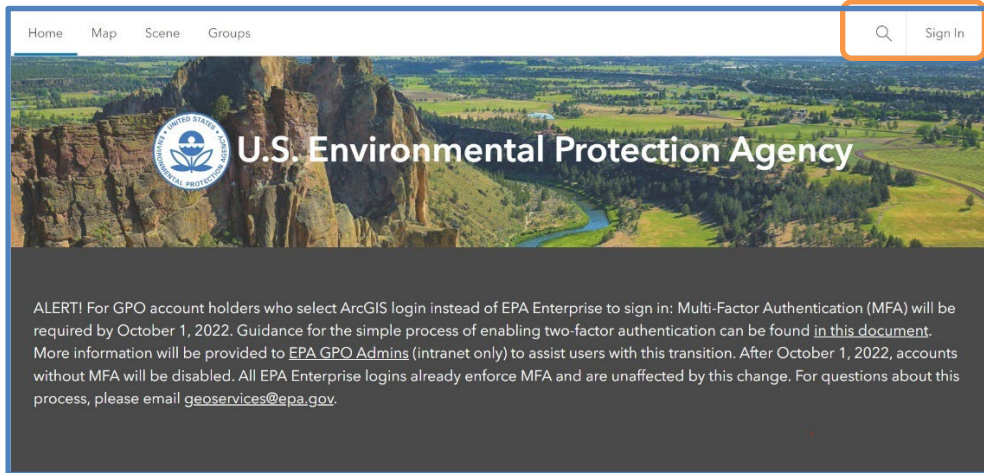 Home Map Scene Groups Sign In
UNITED STATES
ENVIRONMENTAL PROTECTION AGENCY
U.S. Environmental Protection Agency
ALERT! For GPO account holders who select ArcGIS login instead of EPA Enterprise to sign in: Multi-Factor Authentication (MFA) will be
required by October 1, 2022. Guidance for the simple process of enabling two-factor authentication can be found in this document.
More information will be provided to EPA GPO Admins (intranet only) to assist users with this transition. After October 1, 2022, accounts
without MFA will be disabled. All EPA Enterprise logins already enforce MFA and are unaffected by this change. For questions about this
process, please email geoservices@epa.gov.